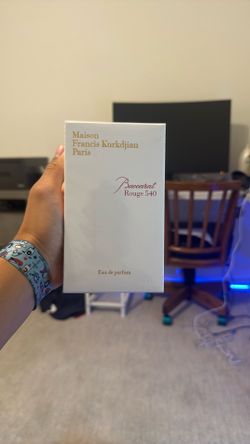 Maison
Francis Kurkdjian
Paris
Baccarat
Rouge 540
Eau de parfum